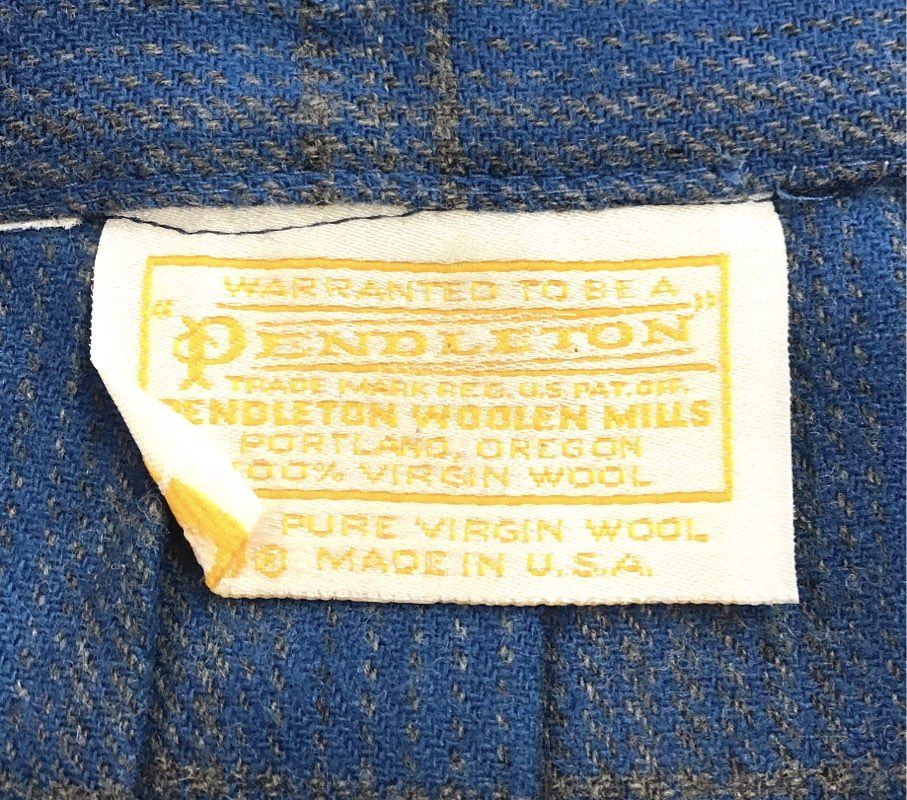 WARRANTED TO BE A
"PENDLETON"
TRADE MARK REG. U.S. PAT. OFF.
PENDLETON WOOLEN MILLS
PORTLAND, OREGON
100% VIRGIN WOOL
PURE VIRGIN WOOL
® MADE IN U.S.A.